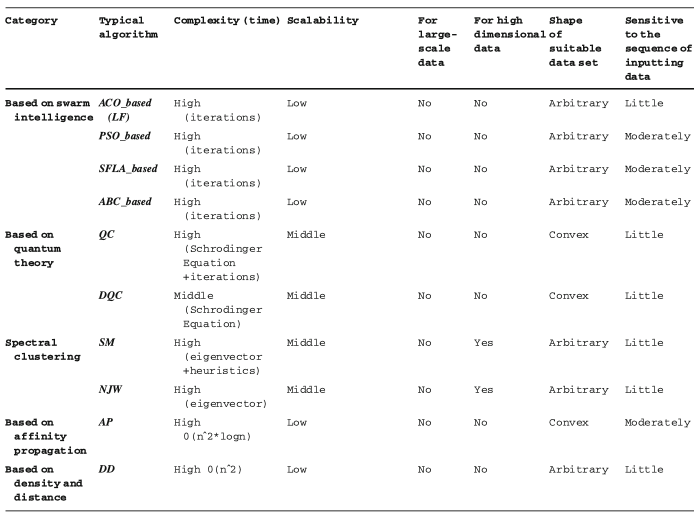 Category Typical Complexity (time) Scalability For For high Shape Sensitive
algorithm large- dimensional of to the
scale data suitable sequence of
data data set inputting
data
Based on swarm ACO_based High Low No No Arbitrary Little
intelligence (LF) (iterations)
PSO_based High Low No No Arbitrary Moderately
(iterations)
SFLA_based High Low No No Arbitrary Moderately
(iterations)
ABC_based High Low No No Arbitrary Moderately
(iterations)
Based on QC High Middle No No Convex Little
quantum (Schrodinger
theory Equation
+iterations)
DQC Middle Middle No No Convex Little
(Schrodinger
Equation)
Spectral SM High Middle No Yes Arbitrary Little
clustering (eigenvector
+heuristics)
NJW High Middle No Yes Arbitrary Little
(eigenvector)
Based on AP High Low No No Convex Moderately
affinity 0(n^2*logn)
propagation
Based on DD High 0(n^2) Low No No Arbitrary Little
density and
distance